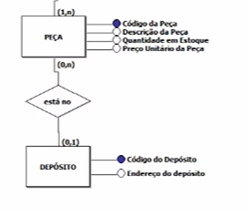 (1,n)
PEÇA
Código da Peça
Descrição da Peça
Quantidade em Estoque
Preço Unitário da Peça
(0,n)
está no
(0,1)
DEPÓSITO
Código do Depósito
Endereço do depósito